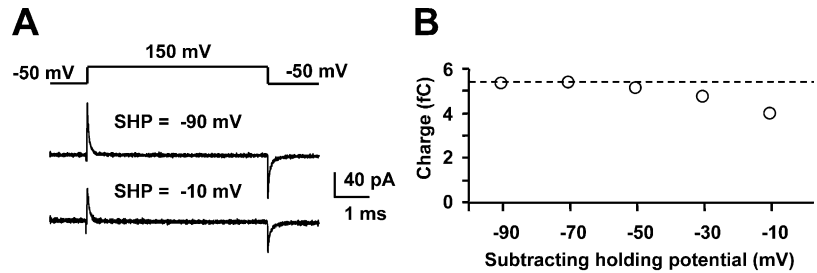 A
150 mV
-50 mV
-50 mV
SHP = -90 mV
40 pA
SHP = -10 mV
1 ms
B
Charge (fC)
6
4
2
0
-90 -70 -50 -30 -10
Subtracting holding potential (mV)